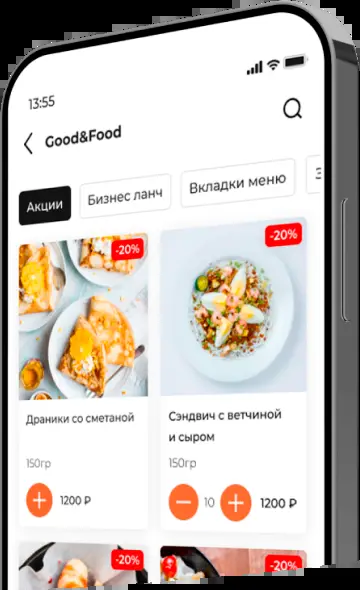 13:55
Good&Food
Акции
Бизнес ланч
Вкладки меню
-20%
-20%
Драники со сметаной
150гр
1200 ₽
Сэндвич с ветчиной
и сыром
150гр
10
1200 ₽
-20%
-20%